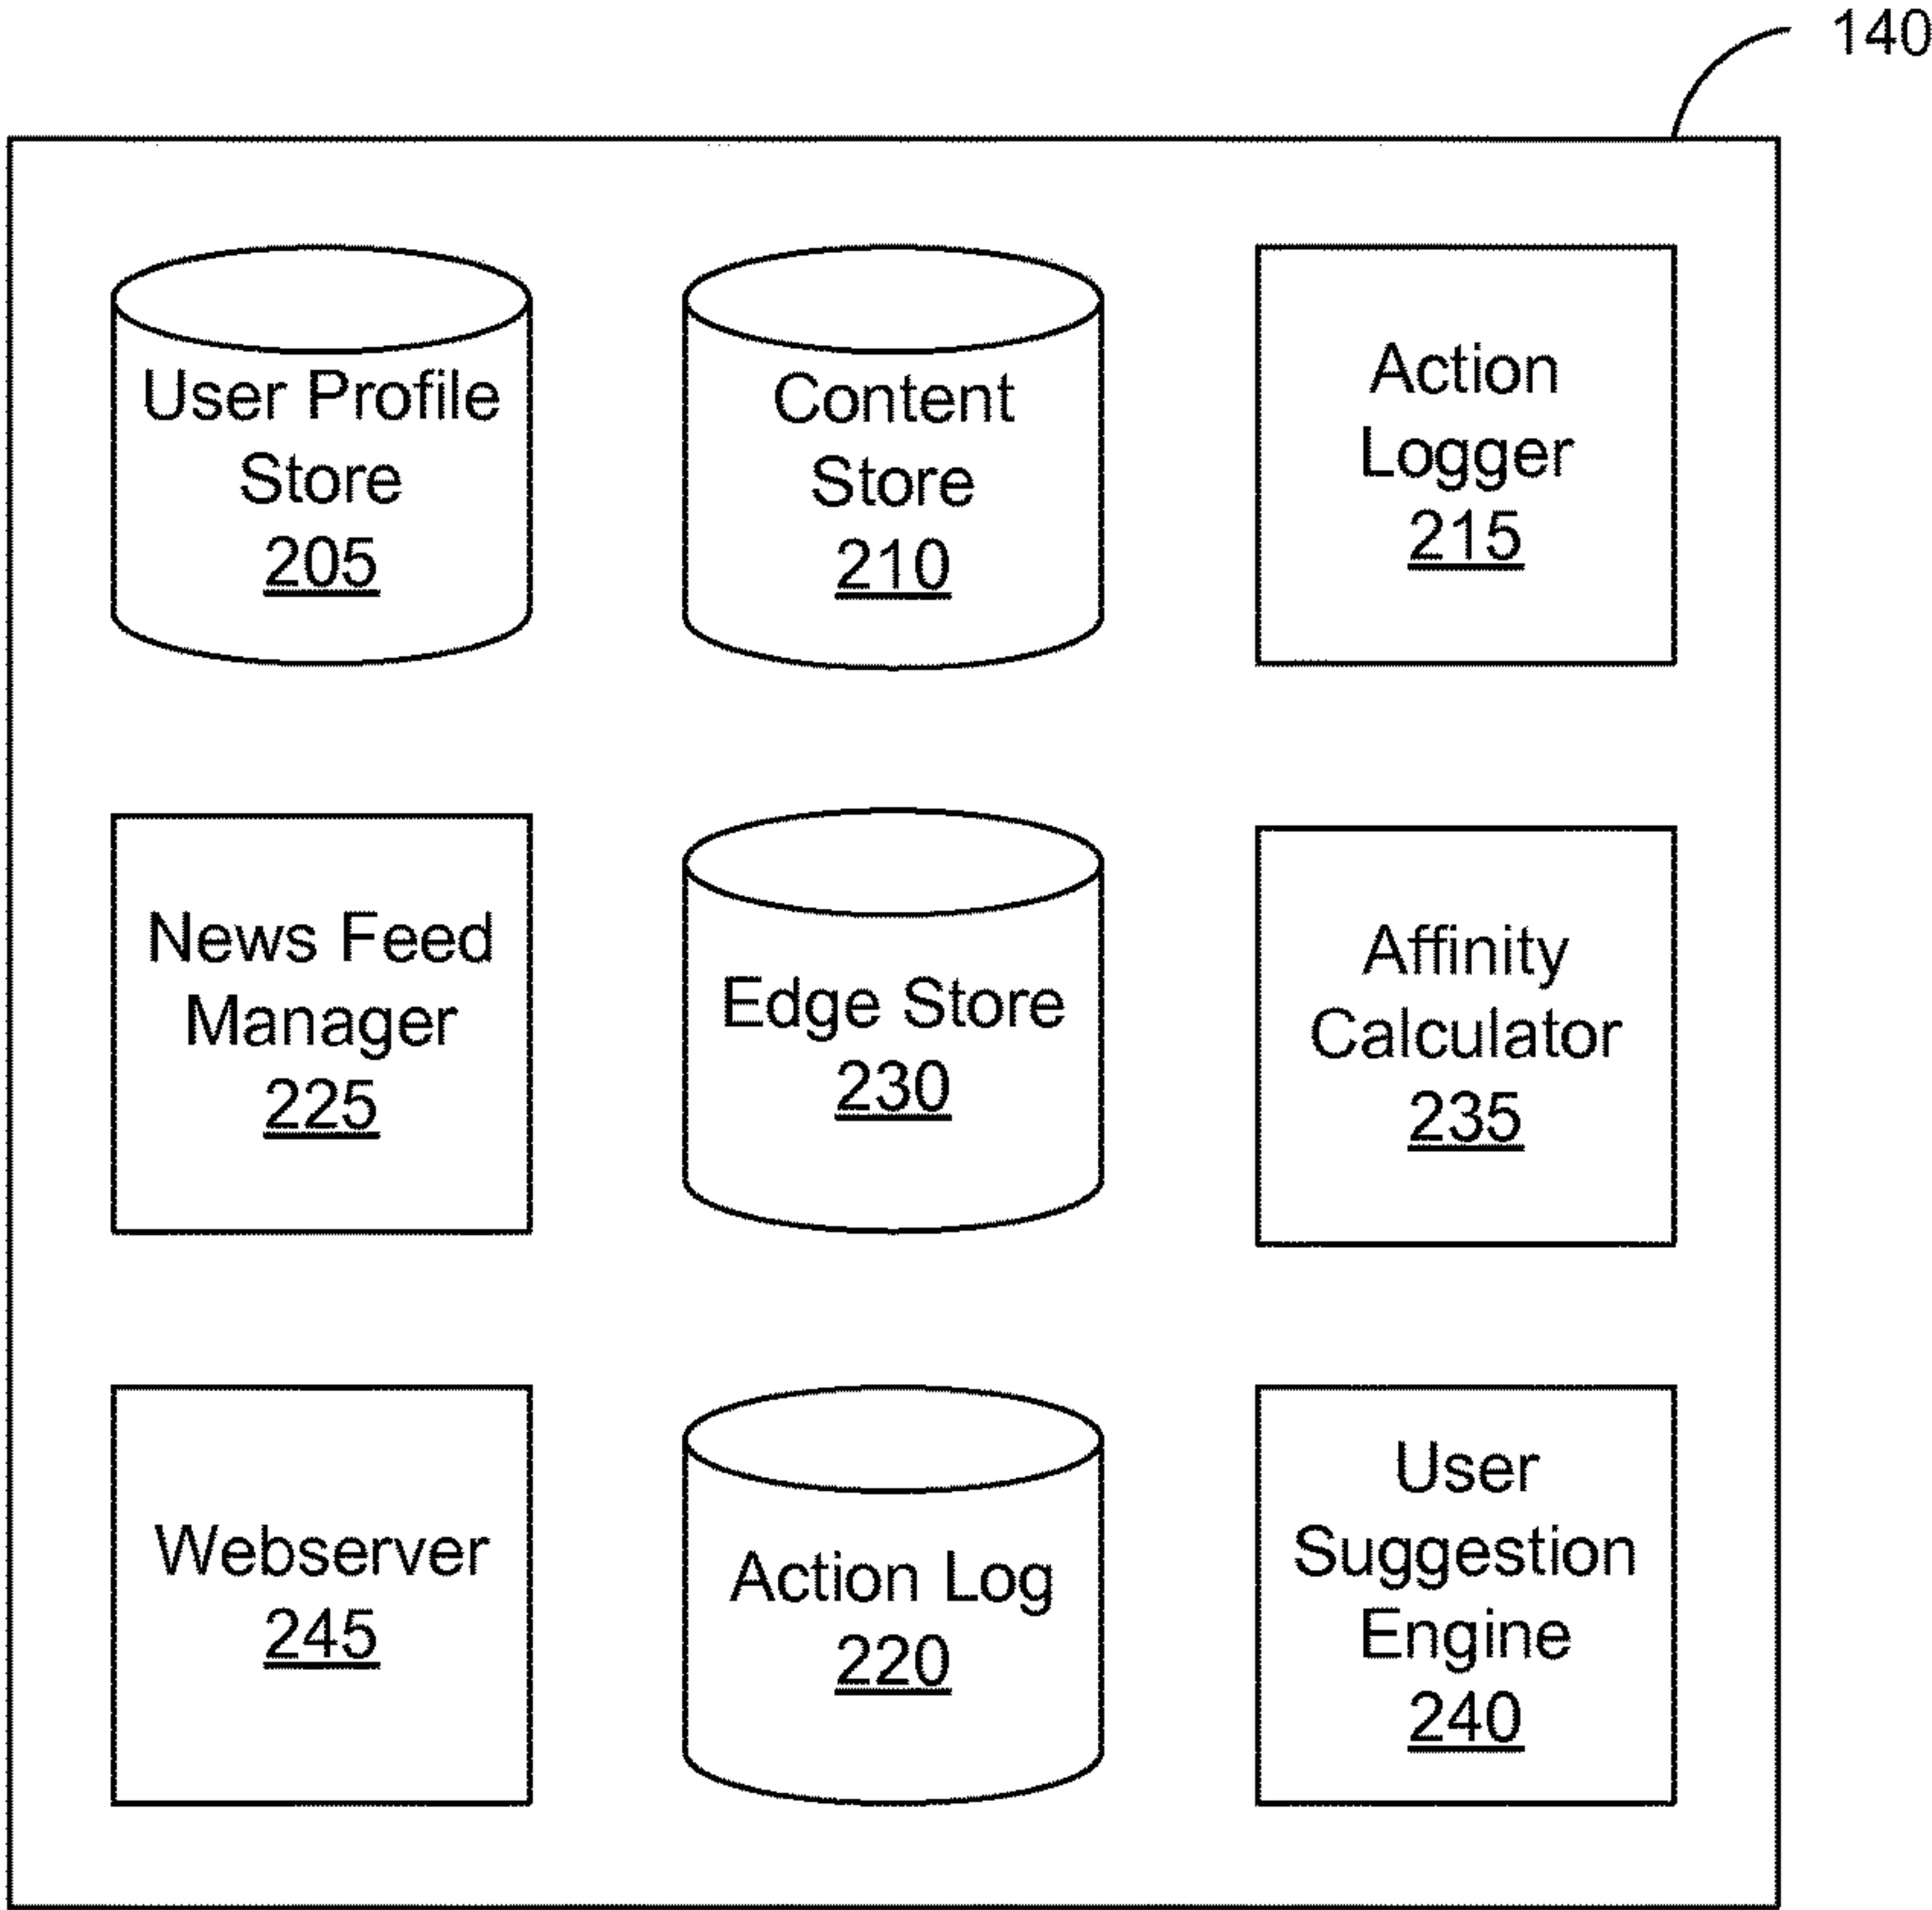 140
User Profile
Store
205
Content
Store
210
Action
Logger
215
News Feed
Manager
225
Edge Store
230
Affinity
Calculator
235
Webserver
245
Action Log
220
User
Suggestion
Engine
240